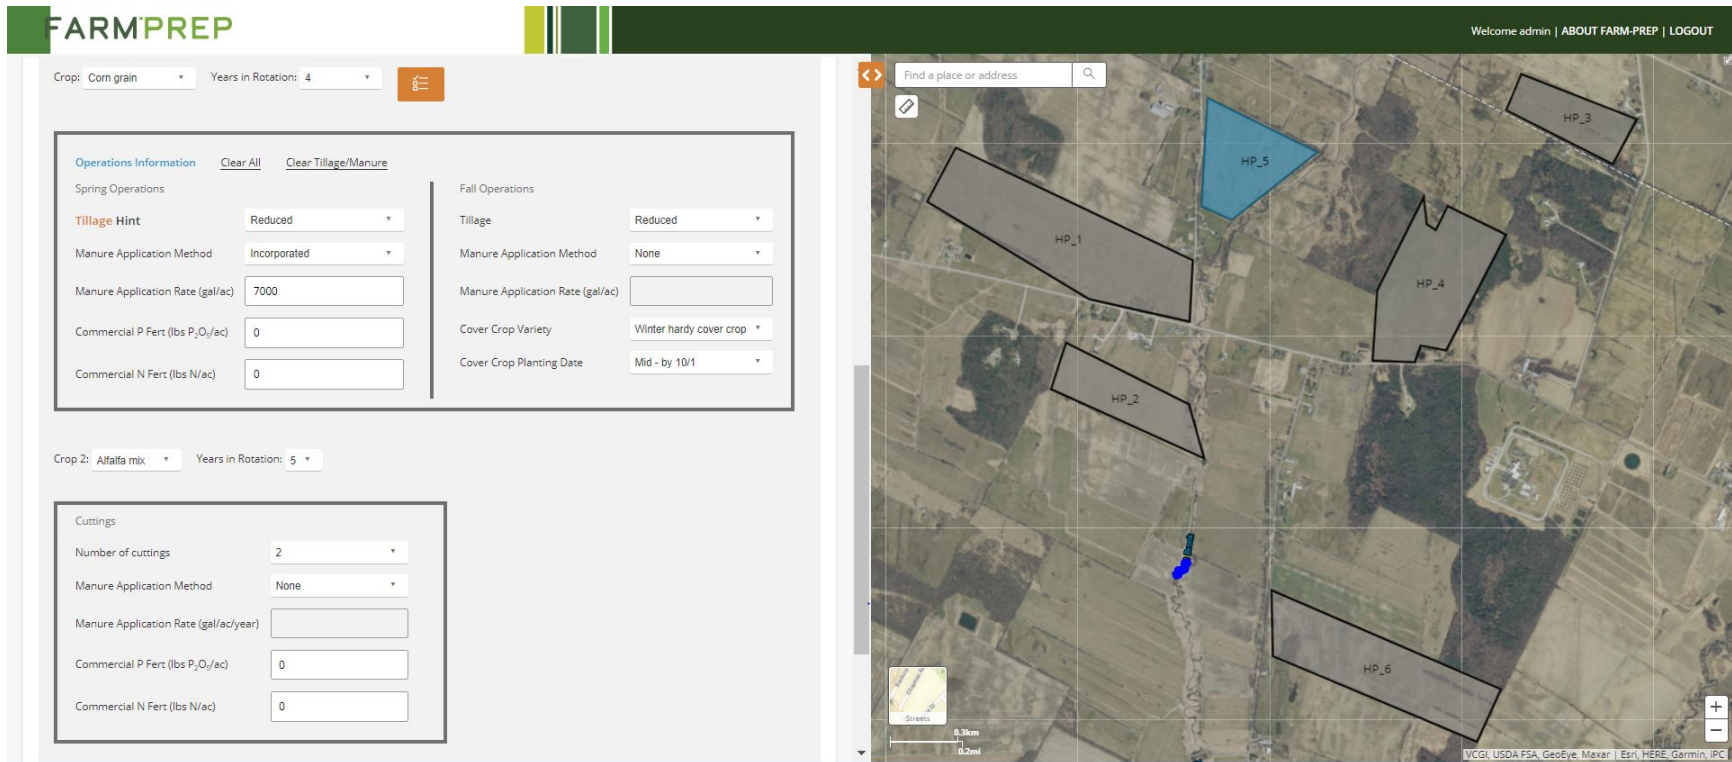 FARMPREP
Welcome admin | ABOUT FARM-PREP | LOGOUT
Crop: Corn grain Years in Rotation: 4
Operations Information Clear All Clear Tillage/Manure
Spring Operations
Tillage Hint Reduced
Manure Application Method Incorporated
Manure Application Rate (gal/ac) 7000
Commercial P Fert (lbs P₂O₅/ac) 0
Commercial N Fert (lbs N/ac) 0
Fall Operations
Tillage Reduced
Manure Application Method None
Manure Application Rate (gal/ac)
Cover Crop Variety Winter hardy cover crop
Cover Crop Planting Date Mid - by 10/1
Crop 2: Alfalfa mix Years in Rotation: 5
Cuttings
Number of cuttings 2
Manure Application Method None
Manure Application Rate (gal/ac/year)
Commercial P Fert (lbs P₂O₅/ac) 0
Commercial N Fert (lbs N/ac) 0
Find a place or address
HP_3
HP_5
HP_1
HP_4
HP_2
HP_6
Streets
0.3km
0.2mi
VCGI, USDA FSA, GeoEye, Maxar | Esri, HERE, Garmin, iPC